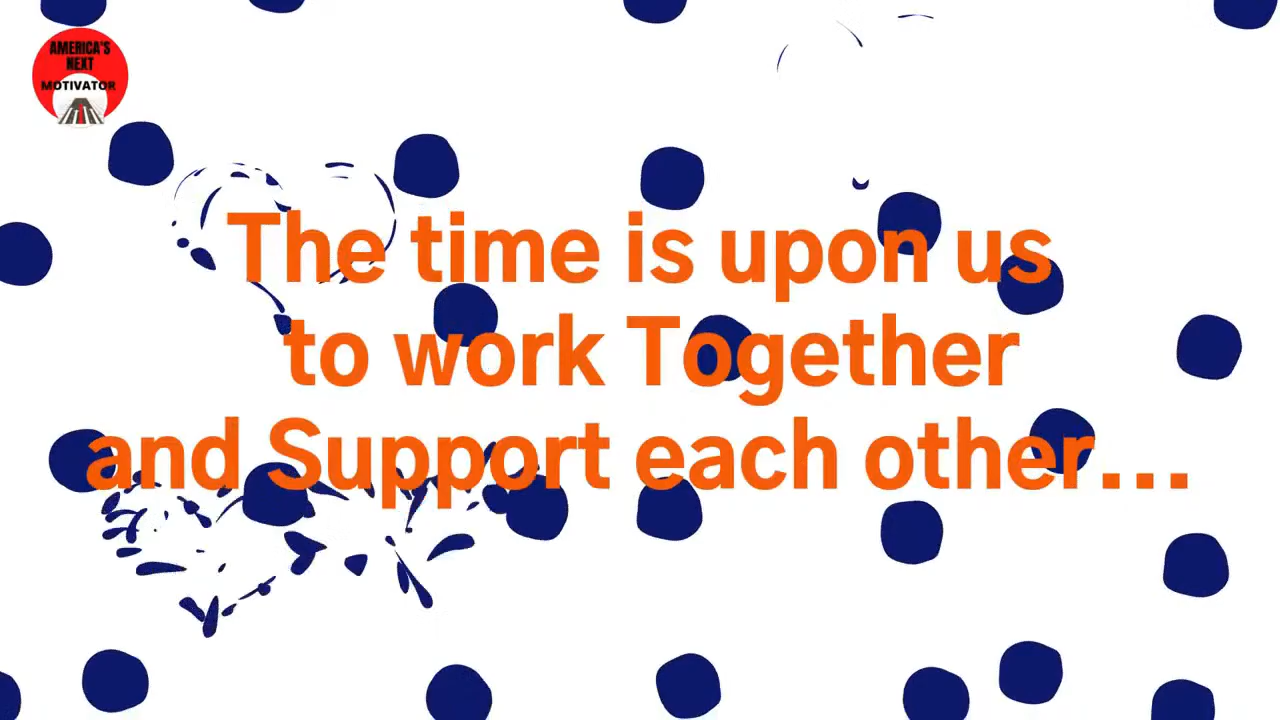 AMERICA'S
NEXT
MOTIVATOR
The time is upon us
to work Together
and Support each other...